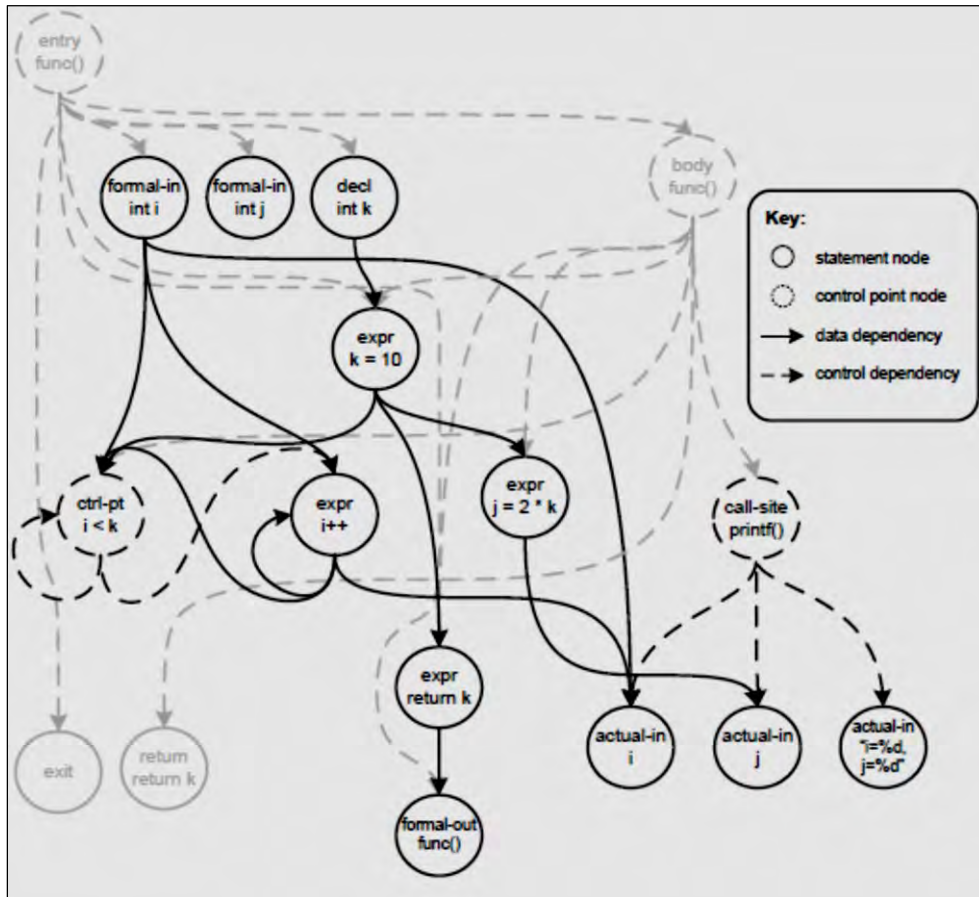 entry
func()
body
func()
formal-in
int i
formal-in
int j
decl
int k
Key:
statement node
control point node
data dependency
control dependency
expr
k = 10
ctrl-pt
i < k
expr
i++
expr
j = 2 * k
call-site
printf()
expr
return k
exit
return
return k
actual-in
i
actual-in
j
actual-in
"i=%d,
j=%d"
formal-out
func()